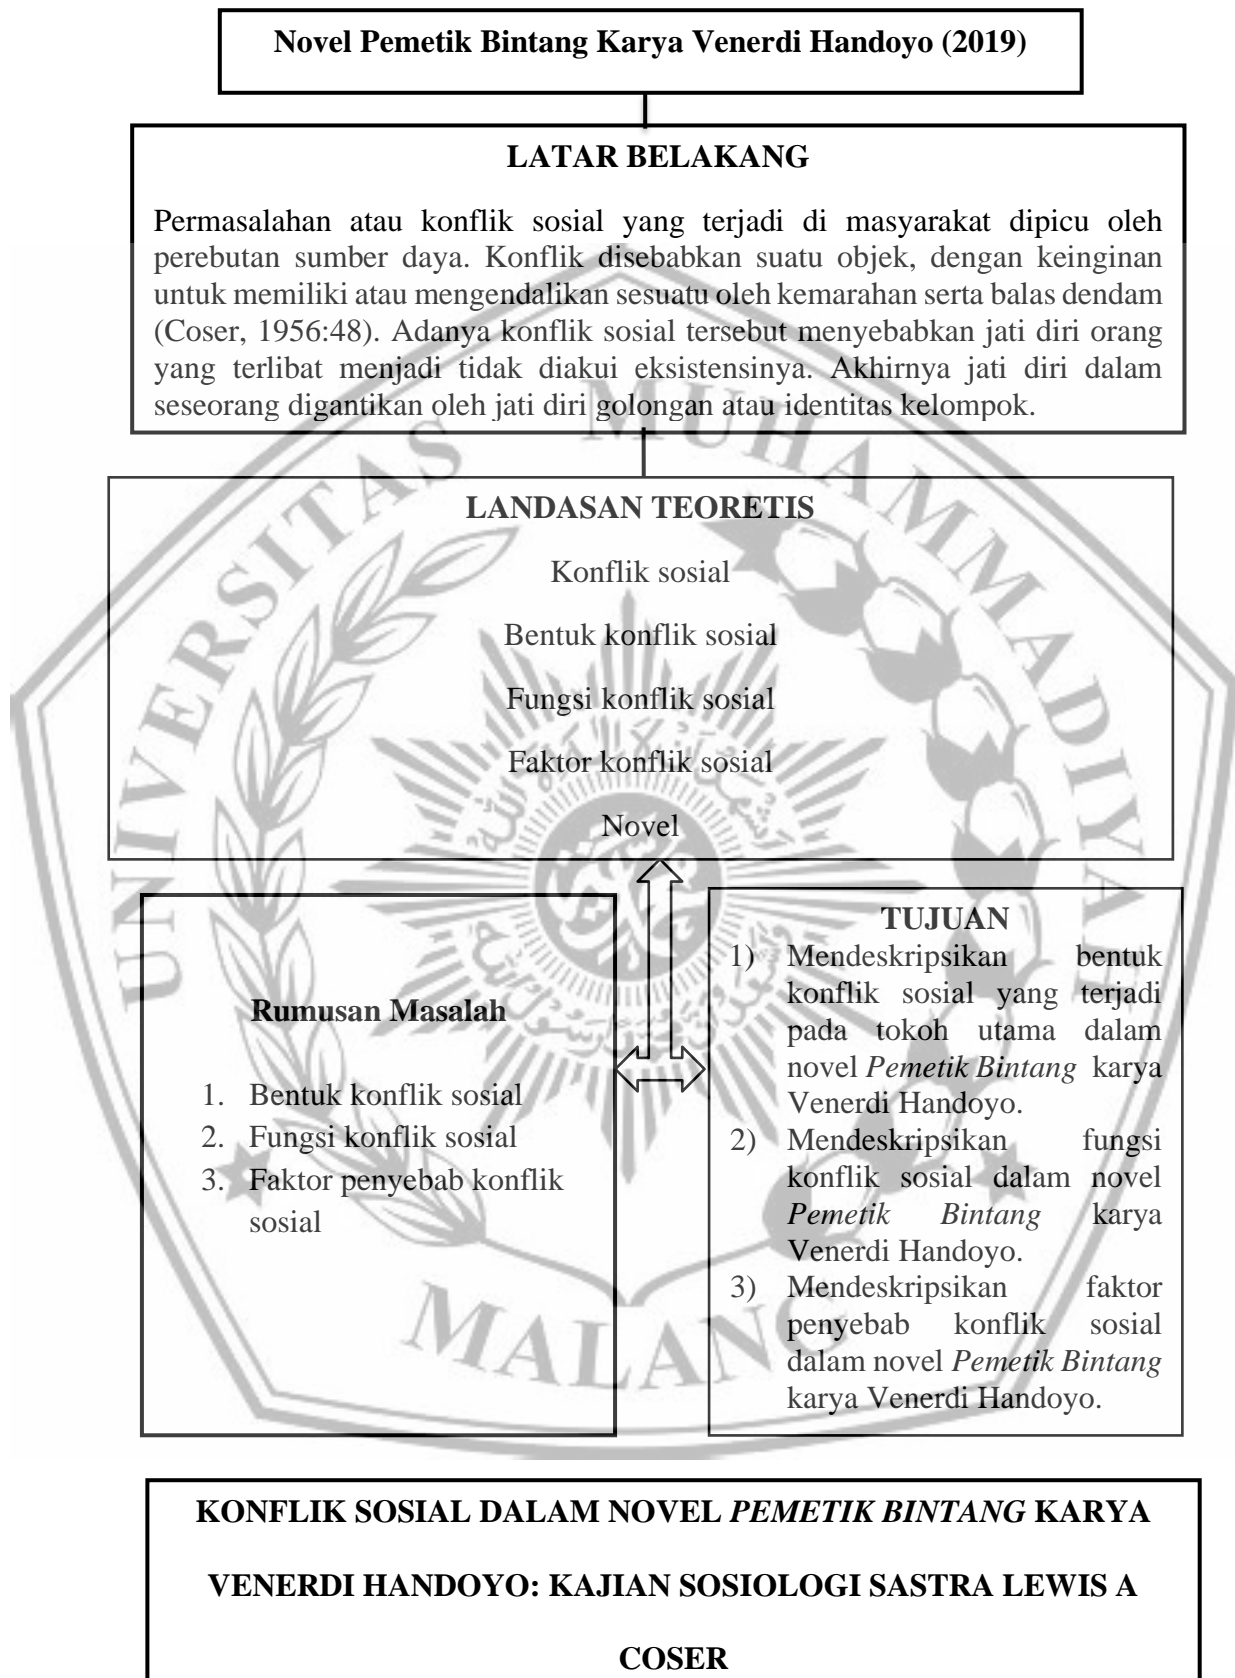 Novel Pemetik Bintang Karya Venerdi Handoyo (2019)
LATAR BELAKANG
Permasalahan atau konflik sosial yang terjadi di masyarakat dipicu oleh
perebutan sumber daya. Konflik disebabkan suatu objek, dengan keinginan
untuk memiliki atau mengendalikan sesuatu oleh kemarahan serta balas dendam
(Coser, 1956:48). Adanya konflik sosial tersebut menyebabkan jati diri orang
yang terlibat menjadi tidak diakui eksistensinya. Akhirnya jati diri dalam
seseorang digantikan oleh jati diri golongan atau identitas kelompok.
LANDASAN TEORETIS
Konflik sosial
Bentuk konflik sosial
Fungsi konflik sosial
Faktor konflik sosial
Novel
Rumusan Masalah
1. Bentuk konflik sosial
2. Fungsi konflik sosial
3. Faktor penyebab konflik
sosial
TUJUAN
1) Mendeskripsikan bentuk
konflik sosial yang terjadi
pada tokoh utama dalam
novel Pemetik Bintang karya
Venerdi Handoyo.
2) Mendeskripsikan fungsi
konflik sosial dalam novel
Pemetik Bintang karya
Venerdi Handoyo.
3) Mendeskripsikan faktor
penyebab konflik sosial
dalam novel Pemetik Bintang
karya Venerdi Handoyo.
KONFLIK SOSIAL DALAM NOVEL PEMETIK BINTANG KARYA
VENERDI HANDOYO: KAJIAN SOSIOLOGI SASTRA LEWIS A
COSER
UNIVERSITAS MUHAMMADIYAH
MALANG